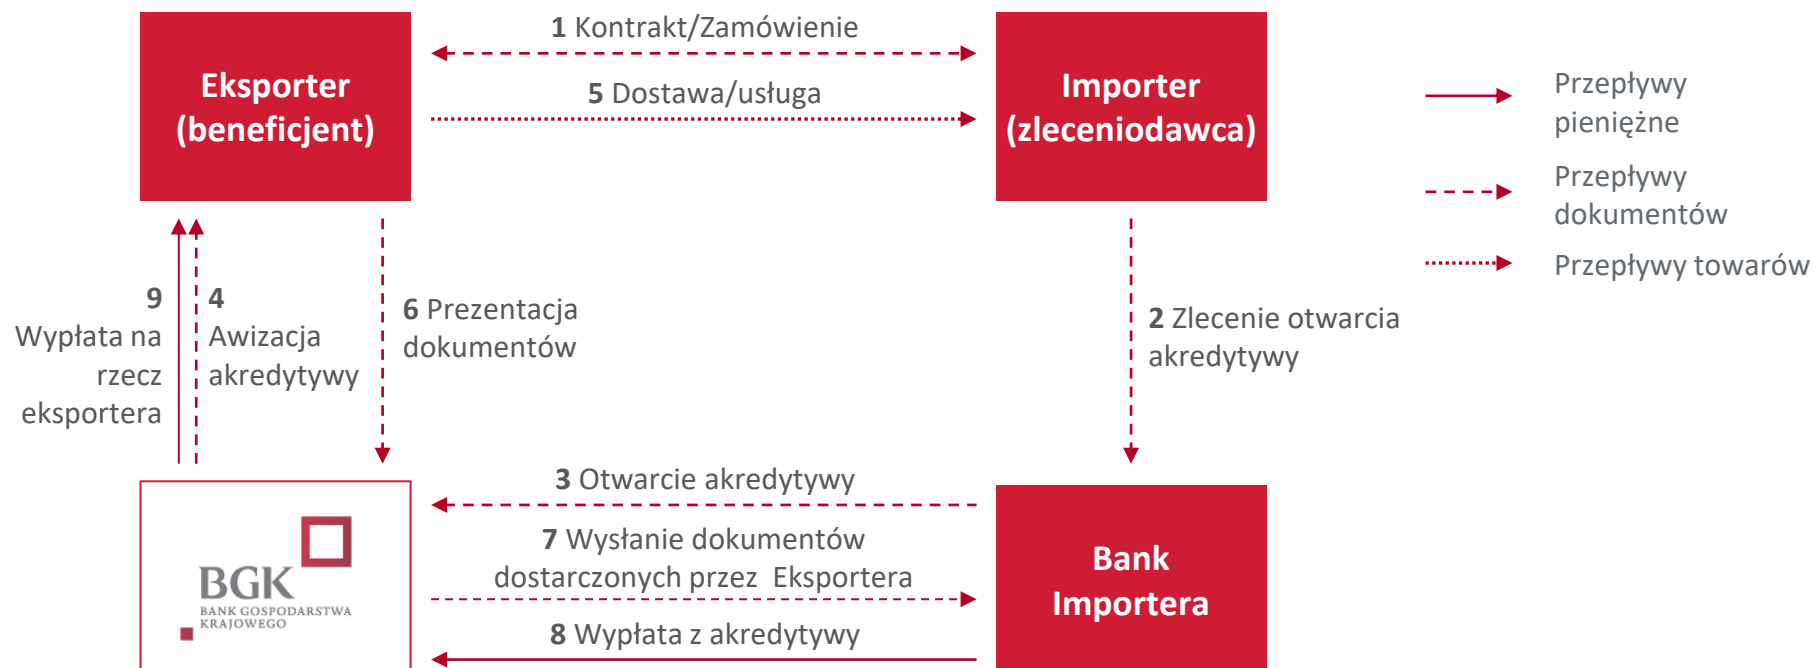 1 Kontrakt/Zamówienie
Eksporter
(beneficjent)
5 Dostawa/usługa
Importer
(zleceniodawca)
Przepływy
pieniężne
Przepływy
dokumentów
Przepływy towarów
9
Wypłata na
rzecz
eksportera
4
Awizacja
akredytywy
6 Prezentacja
dokumentów
2 Zlecenie otwarcia
akredytywy
3 Otwarcie akredytywy
7 Wysłanie dokumentów
dostarczonych przez  Eksportera
8 Wypłata z akredytywy
BGK
BANK GOSPODARSTWA
KRAJOWEGO
Bank
Importera